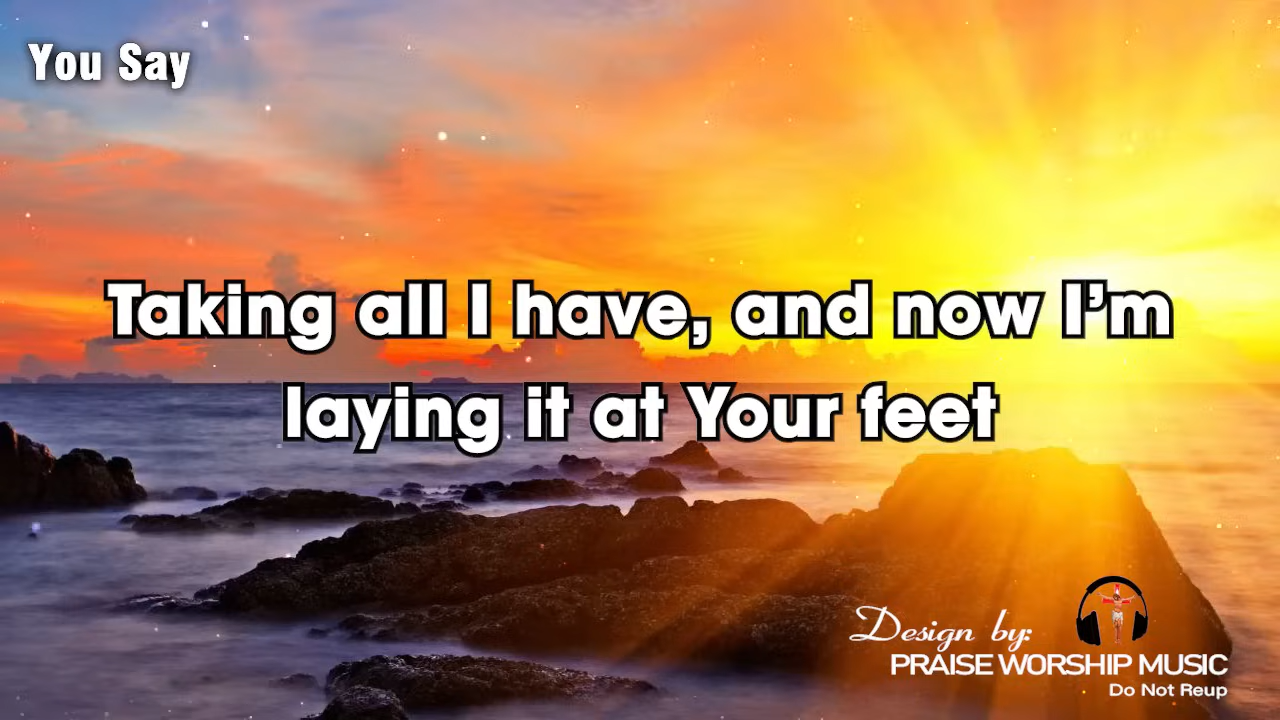 You Say
Taking all I have, and now I’m
laying it at Your feet
Design by:
PRAISE WORSHIP MUSIC
Do Not Reup